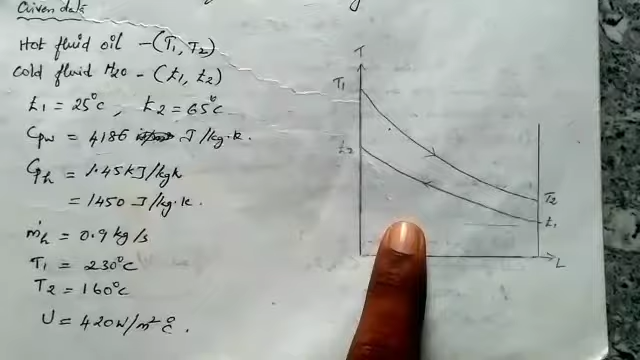 Given data
Hot fluid oil - (T₁, T₂)
Cold fluid H₂O - (t₁, t₂)
t₁ = 25°C , t₂ = 65°C
Cpw = 4186 J/kg.k.
Cph = 1.45 kJ/kgk
= 1450 J/kg.k.
ṁh = 0.9 kg/s
T₁ = 230°C
T₂ = 160°C
U = 420 W/m² °C.
T
T₁
t₂
T₂
t₁
L